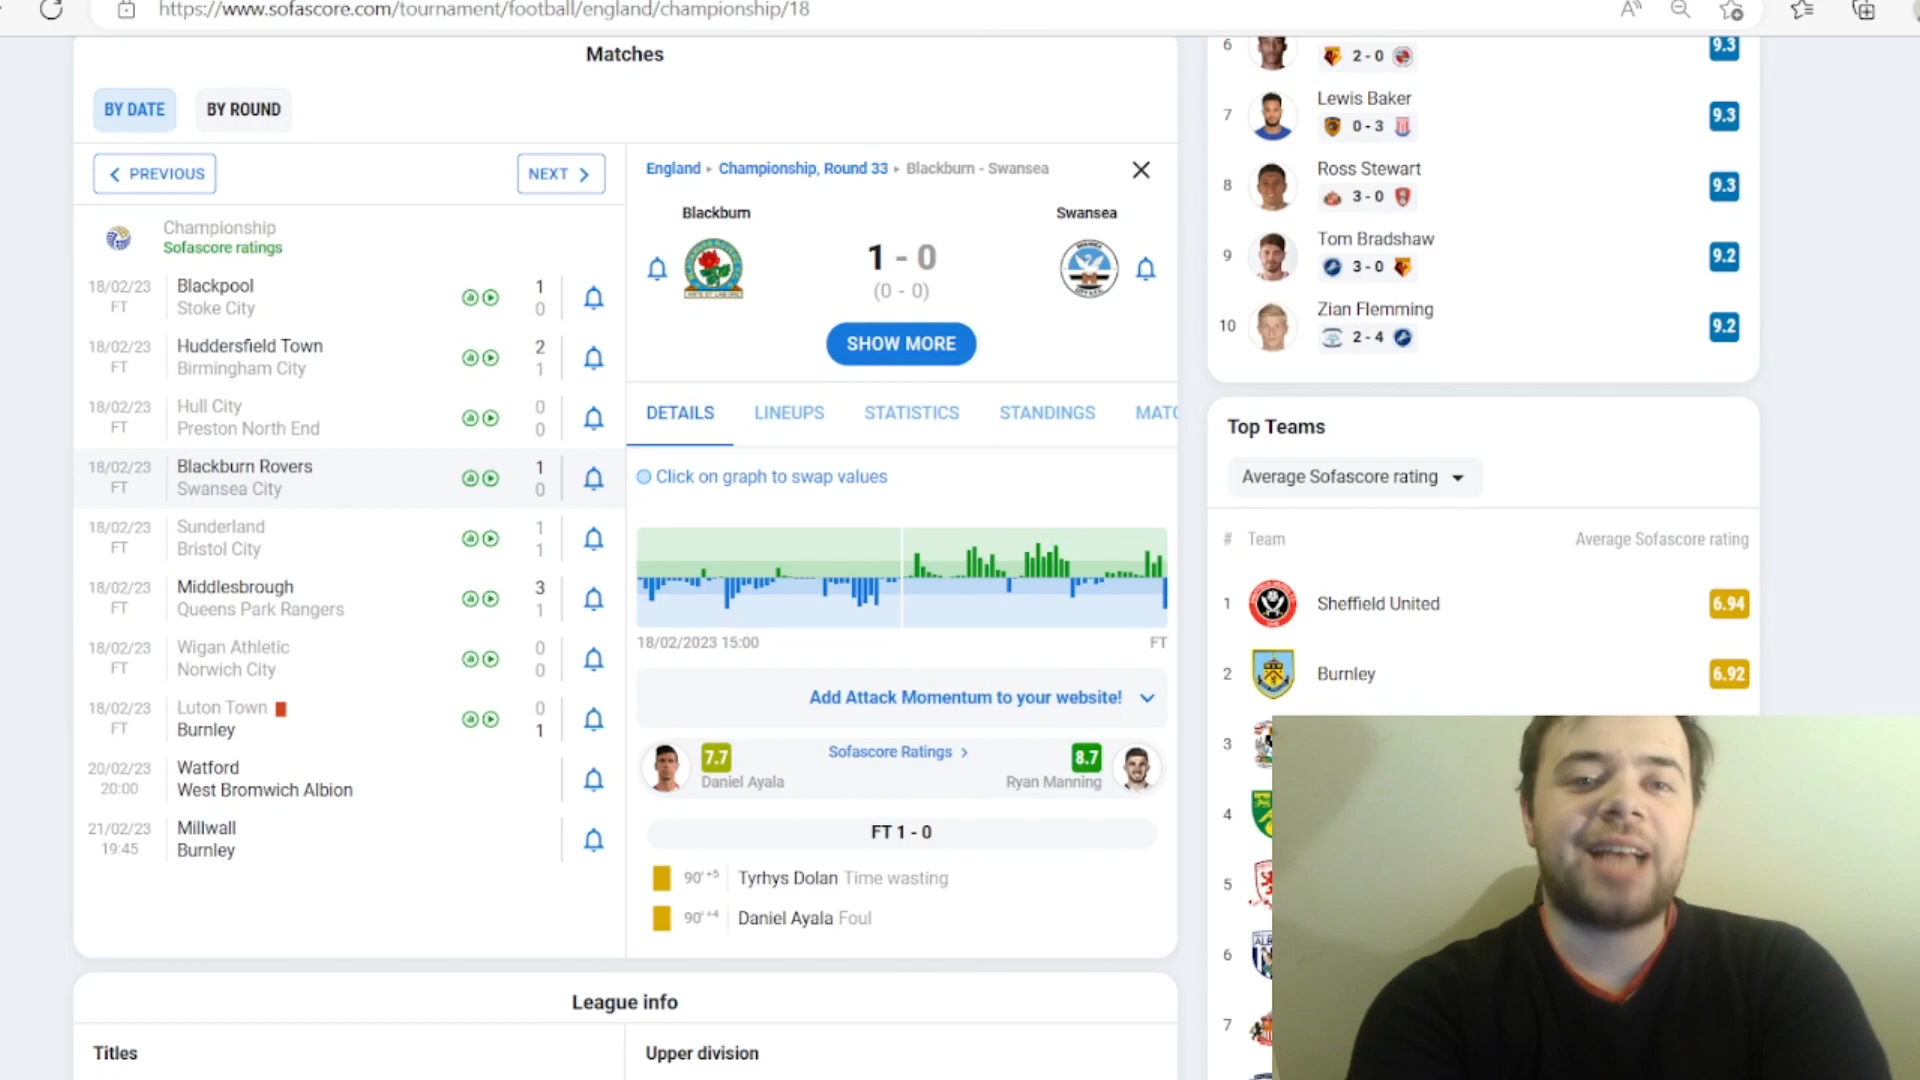 https://www.sofascore.com/tournament/football/england/championship/18
Matches
BY DATE
BY ROUND
PREVIOUS
NEXT
Championship
Sofascore ratings
18/02/23 Blackpool 1
FT Stoke City 0
18/02/23 Huddersfield Town 2
FT Birmingham City 1
18/02/23 Hull City 0
FT Preston North End 0
18/02/23 Blackburn Rovers 1
FT Swansea City 0
18/02/23 Sunderland 1
FT Bristol City 1
18/02/23 Middlesbrough 3
FT Queens Park Rangers 1
18/02/23 Wigan Athletic 0
FT Norwich City 0
18/02/23 Luton Town 0
FT Burnley 1
20/02/23 Watford
20:00 West Bromwich Albion
21/02/23 Millwall
19:45 Burnley
England Championship, Round 33 Blackburn - Swansea
Blackburn
Swansea
1 - 0
(0 - 0)
SHOW MORE
DETAILS LINEUPS STATISTICS STANDINGS MATC
Click on graph to swap values
18/02/2023 15:00 FT
Add Attack Momentum to your website!
7.7 Sofascore Ratings 8.7
Daniel Ayala Ryan Manning
FT 1 - 0
90'+5 Tyrhys Dolan Time wasting
90'+4 Daniel Ayala Foul
League info
Titles
Upper division
6 2 - 0 9.3
7 Lewis Baker 9.3
0 - 3
8 Ross Stewart 9.3
3 - 0
9 Tom Bradshaw 9.2
3 - 0
10 Zian Flemming 9.2
2 - 4
Top Teams
Average Sofascore rating
# Team Average Sofascore rating
1 Sheffield United 6.94
2 Burnley 6.92
3
4
5
6
7